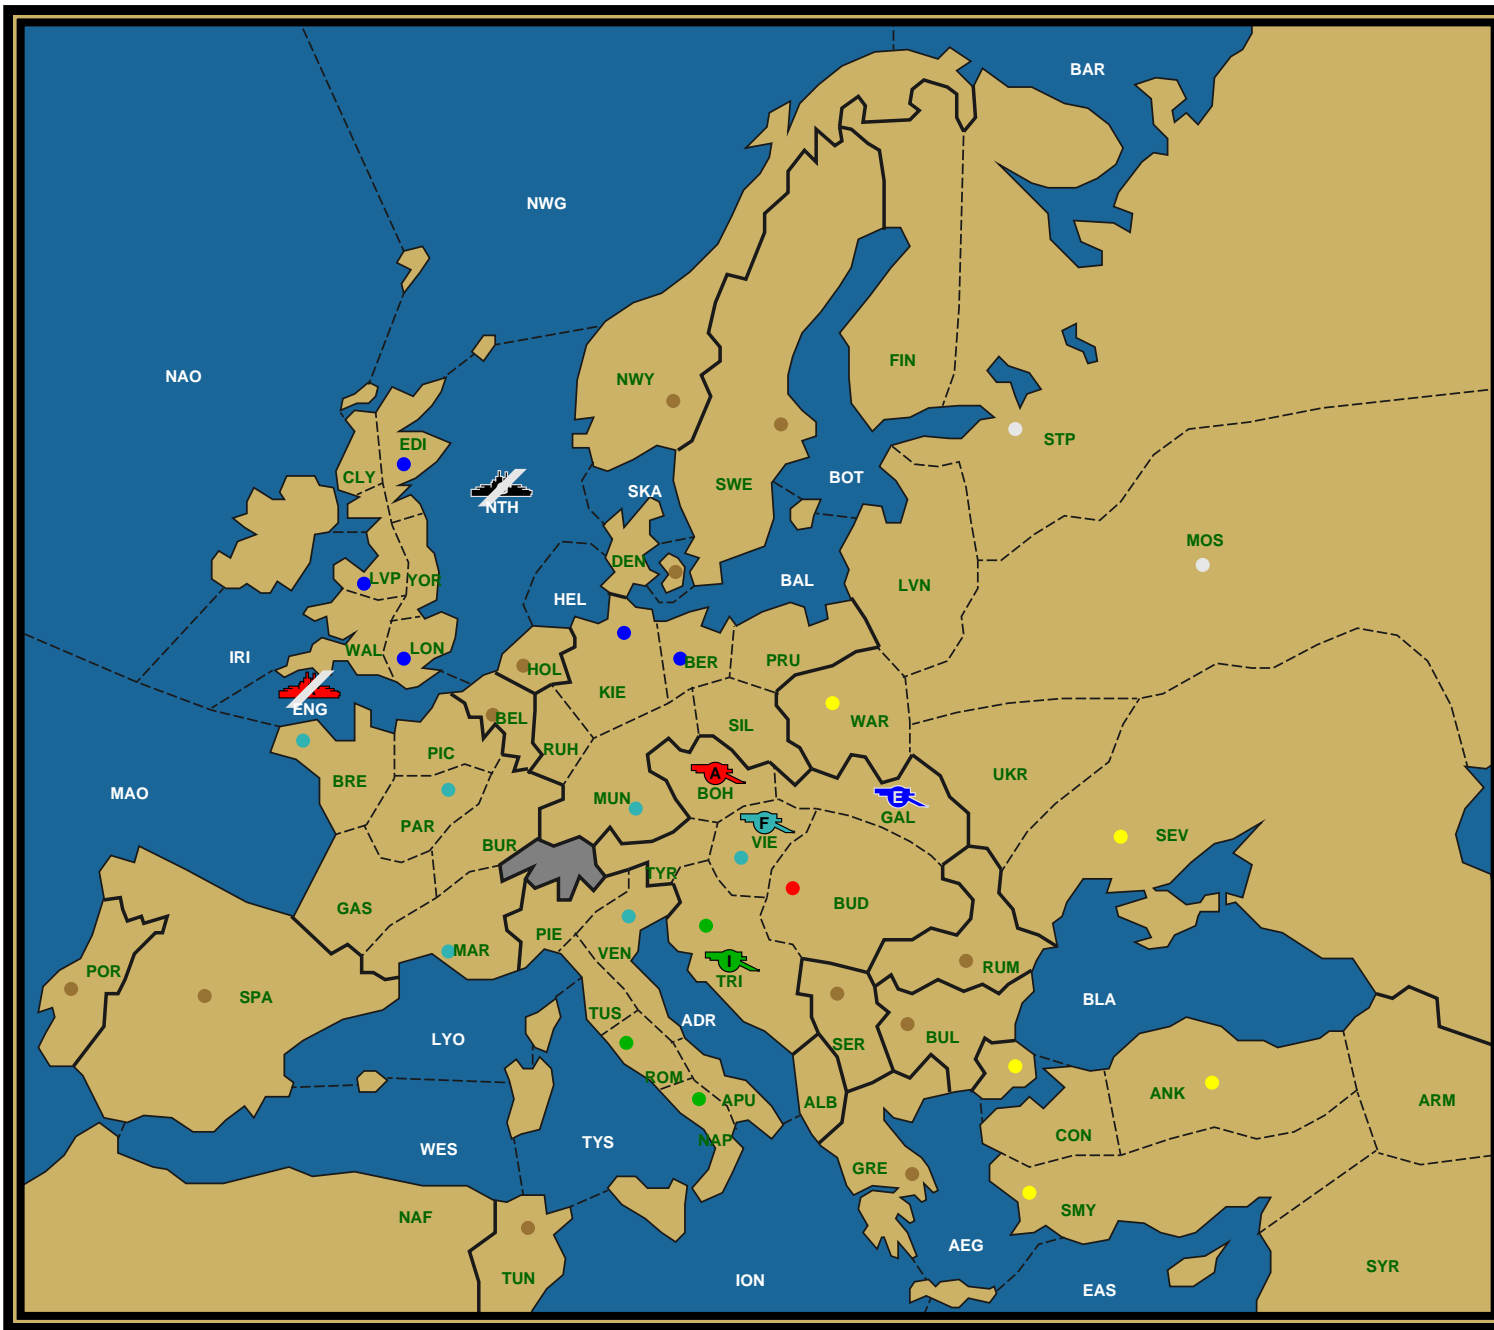 BAR
NWG
NAO
FIN
NWY
EDI
STP
CLY
SWE
BOT
SKA
NTH
MOS
DEN
LVP
YOR
BAL
LVN
HEL
WAL
LON
IRI
HOL
BER
PRU
KIE
ENG
BEL
WAR
SIL
PIC
RUH
A
UKR
BRE
BOH
MAO
MUN
E
GAL
F
PAR
SEV
VIE
BUR
TYR
BUD
GAS
PIE
MAR
VEN
I
RUM
POR
TRI
SPA
BLA
TUS
ADR
LYO
BUL
SER
ROM
ANK
APU
ALB
ARM
CON
NAP
TYS
WES
GRE
SMY
NAF
AEG
SYR
TUN
ION
EAS